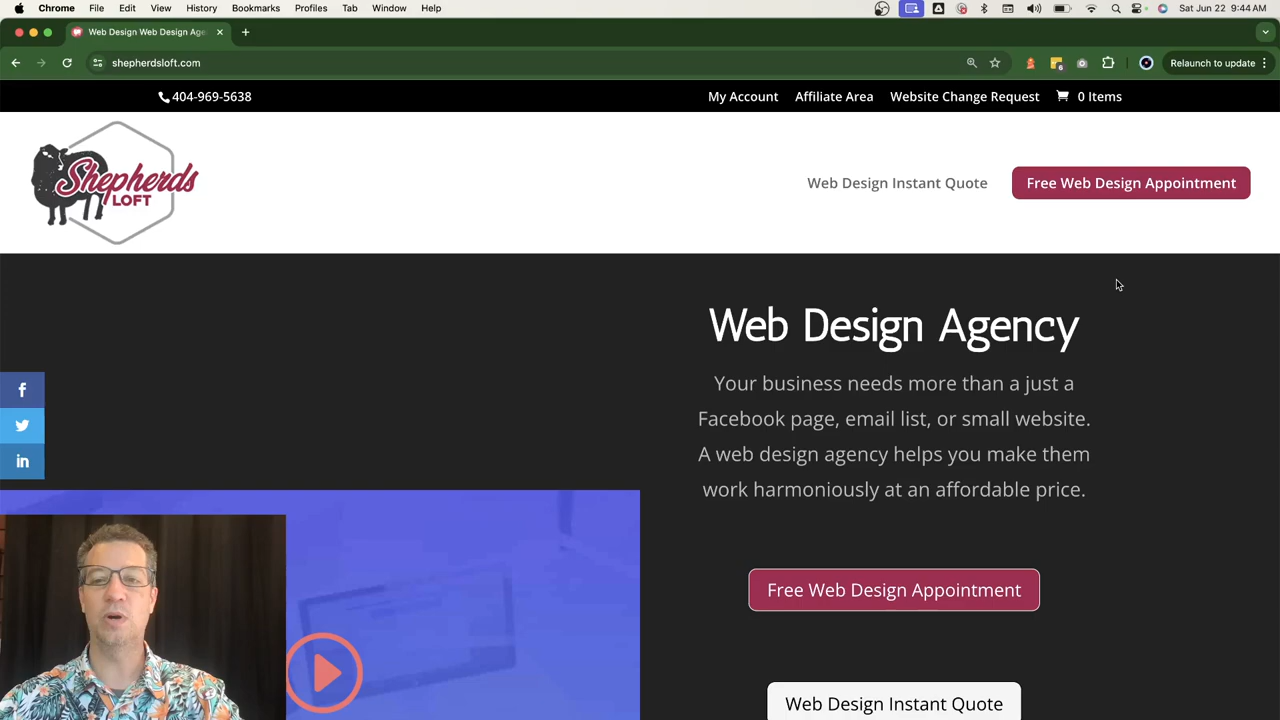 Chrome File Edit View History Bookmarks Profiles Tab Window Help Sat Jun 22 9:44 AM
Web Design Web Design Age
shepherdsloft.com
6
Relaunch to update
404-969-5638
My Account Affiliate Area Website Change Request 0 Items
Shepherds
LOFT
Web Design Instant Quote
Free Web Design Appointment
Web Design Agency
Your business needs more than a just a
Facebook page, email list, or small website.
A web design agency helps you make them
work harmoniously at an affordable price.
f
in
Free Web Design Appointment
Web Design Instant Quote